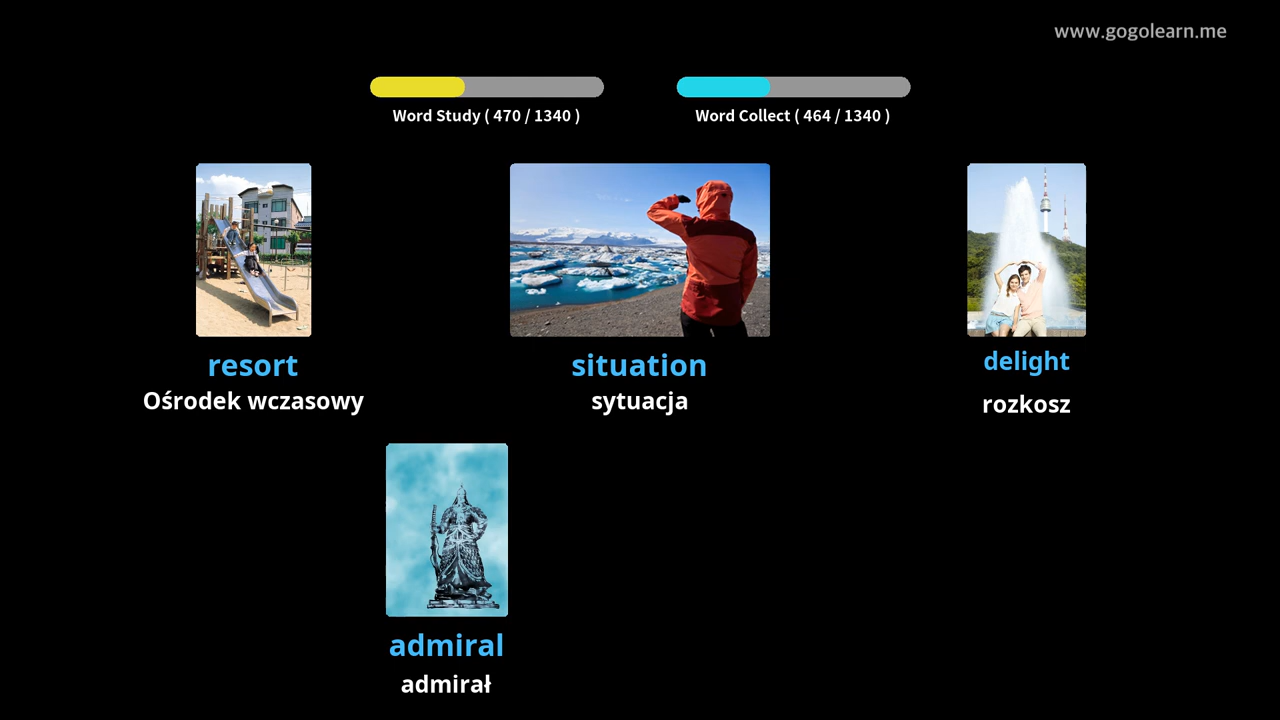 www.gogolearn.me
Word Study ( 470 / 1340 )
Word Collect ( 464 / 1340 )
resort
Ośrodek wczasowy
situation
sytuacja
delight
rozkosz
admiral
admirał